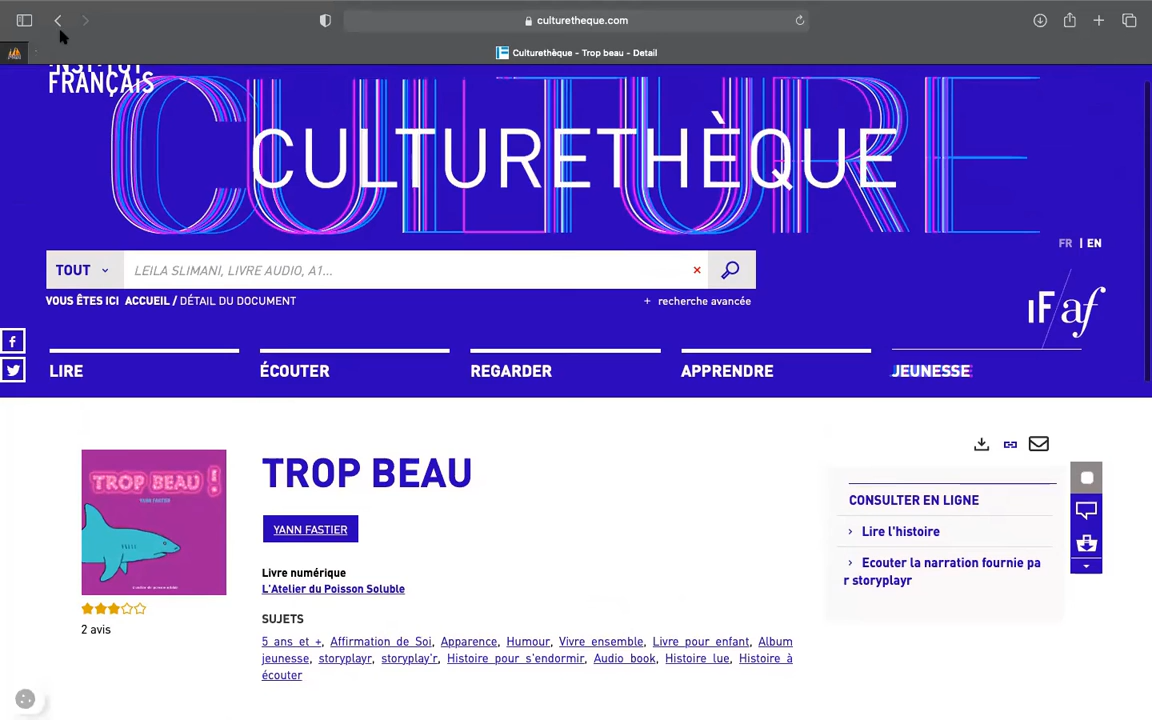 culturetheque.com
Culturethèque - Trop beau - Detail
INSTITUT
FRANÇAIS
CULTURE
CULTURETHÈQUE
FR | EN
TOUT
LEILA SLIMANI, LIVRE AUDIO, A1...
×
VOUS ÊTES ICI ACCUEIL / DÉTAIL DU DOCUMENT
+ recherche avancée
IF/af
LIRE
ÉCOUTER
REGARDER
APPRENDRE
JEUNESSE
TROP BEAU !
YANN FASTIER
TROP BEAU
YANN FASTIER
Livre numérique
L'Atelier du Poisson Soluble
SUJETS
5 ans et +, Affirmation de Soi, Apparence, Humour, Vivre ensemble, Livre pour enfant, Album
jeunesse, storyplayr, storyplay'r, Histoire pour s'endormir, Audio book, Histoire lue, Histoire à
écouter
2 avis
CONSULTER EN LIGNE
› Lire l'histoire
› Ecouter la narration fournie pa
r storyplayr